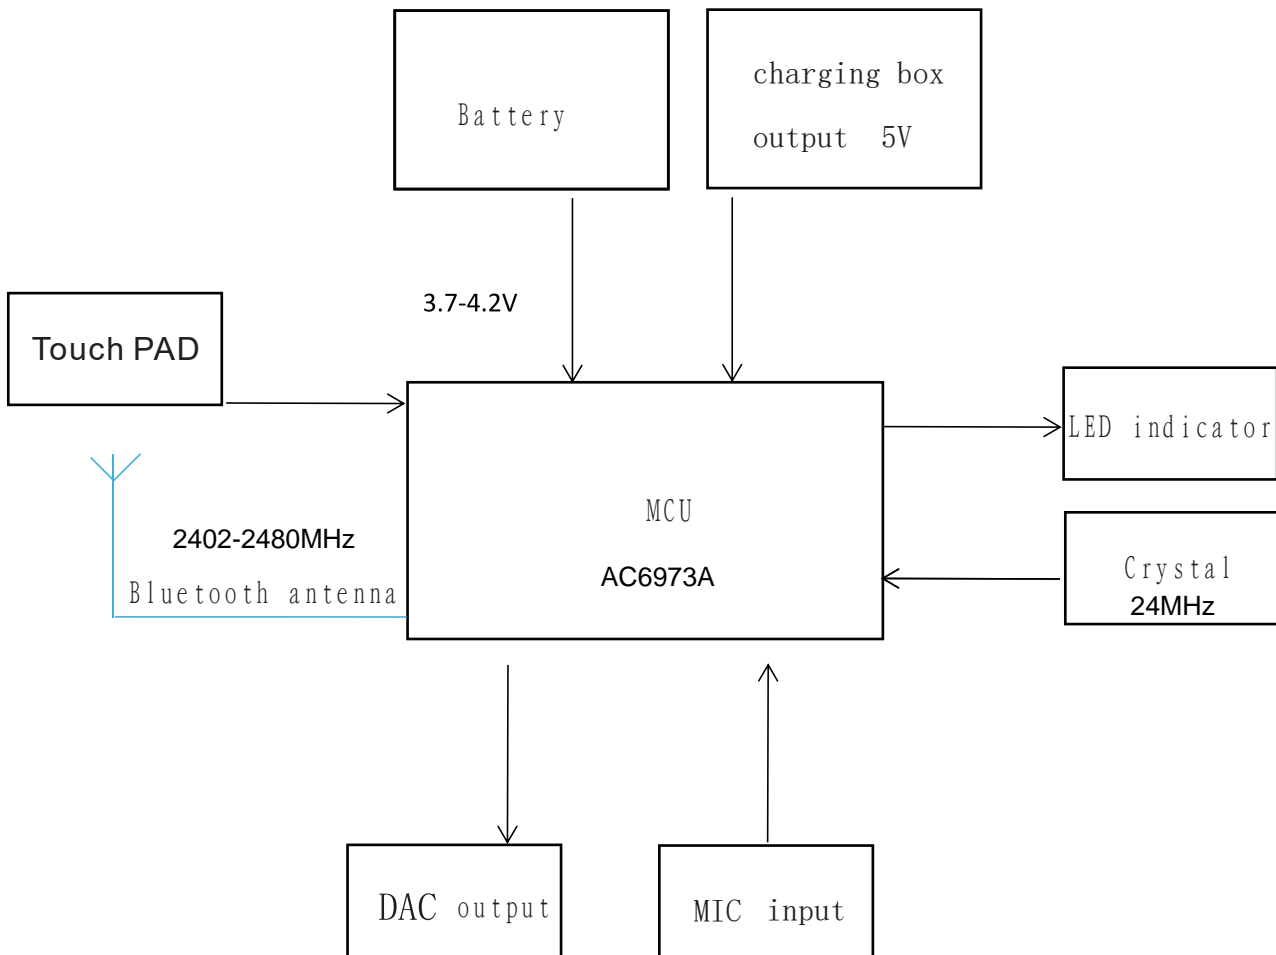 Battery
charging box
output 5V
3.7-4.2V
Touch PAD
LED indicator
MCU
AC6973A
2402-2480MHz
Bluetooth antenna
Crystal
24MHz
DAC output
MIC input